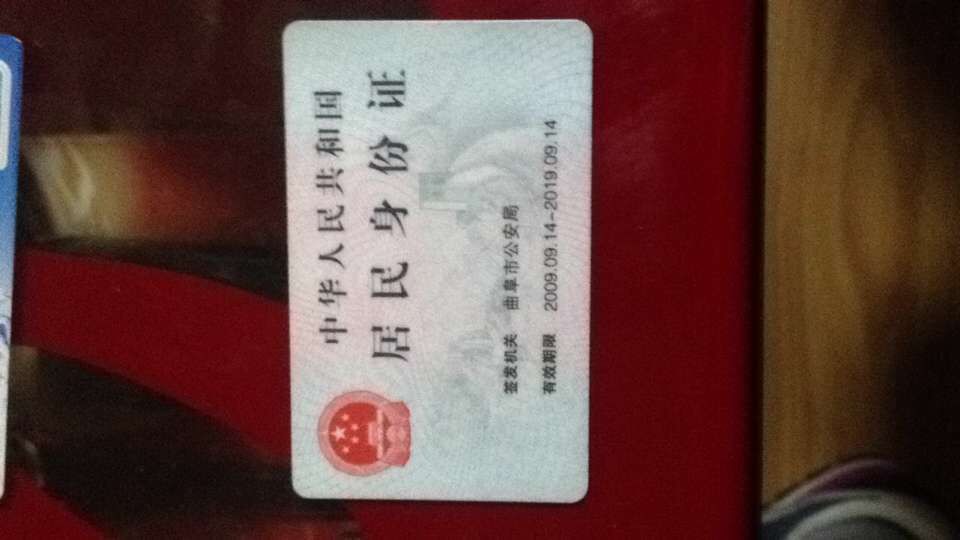 中华人民共和国
居民身份证
签发机关 曲阜市公安局
有效期限 2009.09.14-2019.09.14